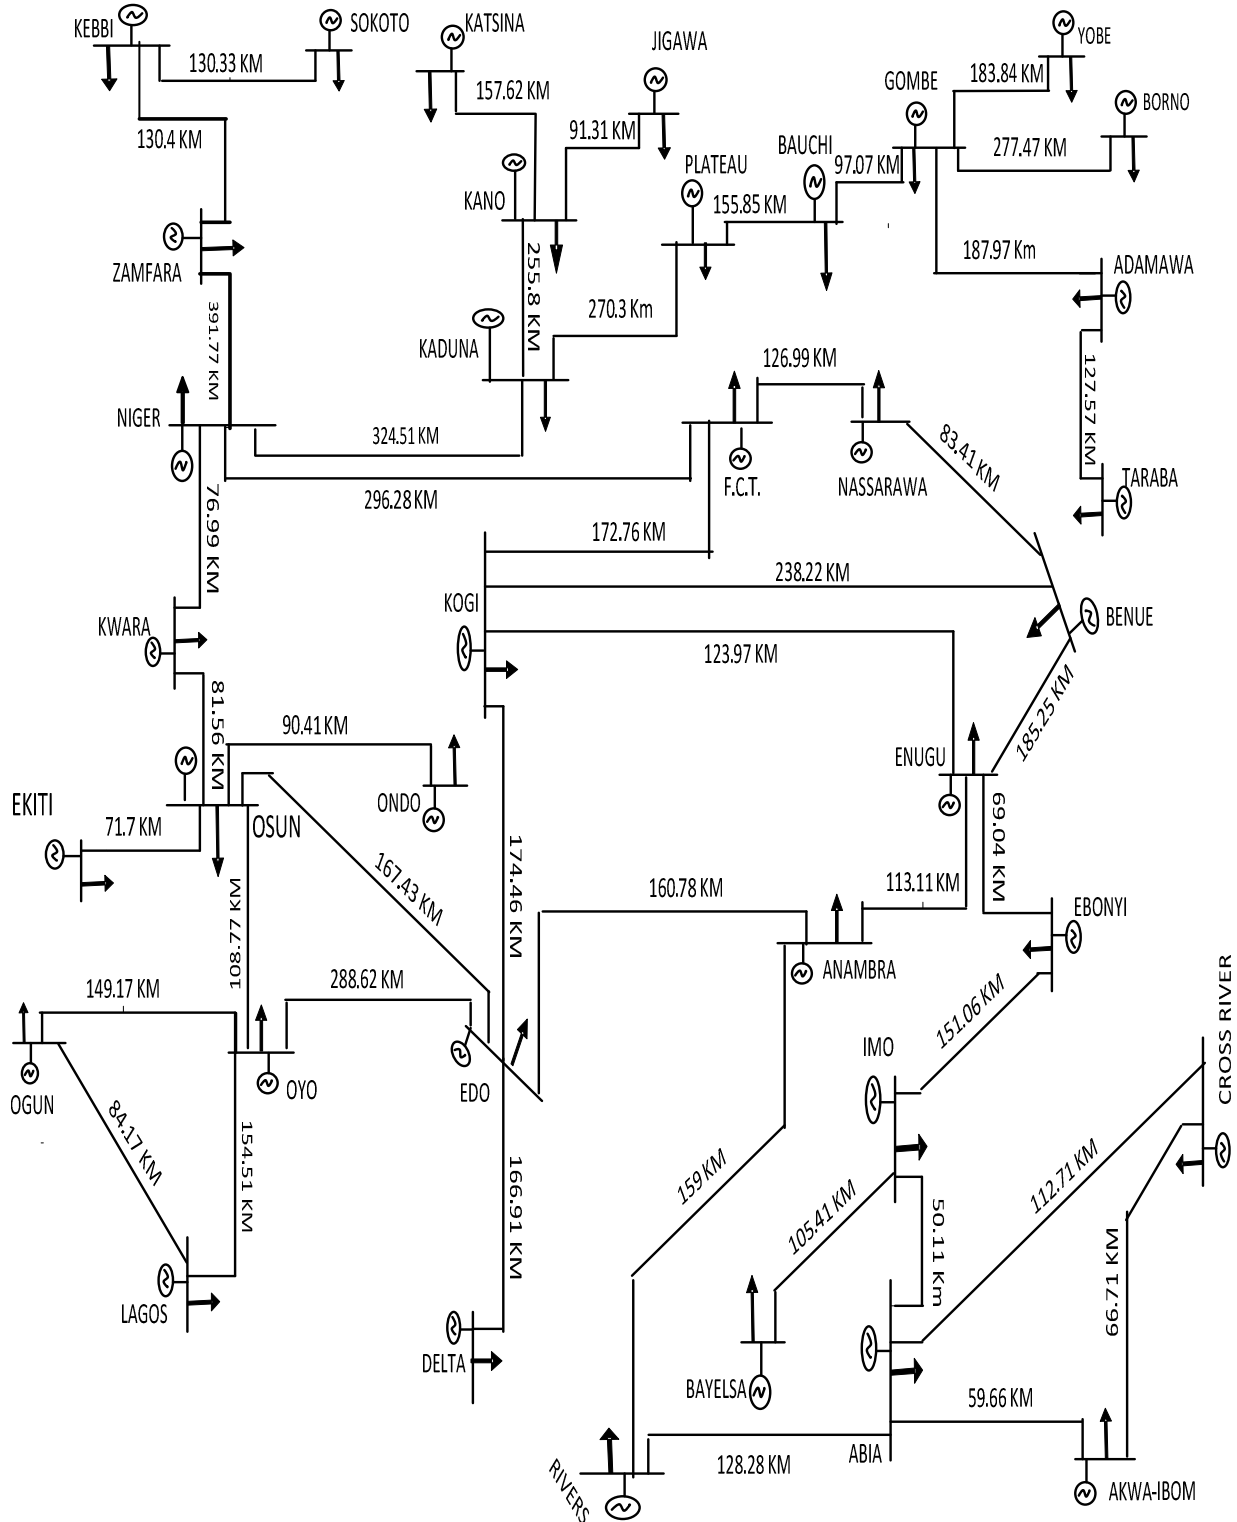 KEBBI
SOKOTO
KATSINA
JIGAWA
YOBE
130.33 KM
157.62 KM
GOMBE
183.84 KM
BORNO
130.4 KM
91.31 KM
BAUCHI
277.47 KM
PLATEAU
97.07 KM
KANO
155.85 KM
ZAMFARA
255.8 KM
187.97 Km
ADAMAWA
391.77 KM
KADUNA
270.3 Km
126.99 KM
127.57 KM
NIGER
324.51 KM
83.41 KM
296.28 KM
F.C.T.
NASSARAWA
TARABA
76.99 KM
172.76 KM
238.22 KM
KOGI
BENUE
KWARA
123.97 KM
185.25 KM
81.56 KM
90.41 KM
ENUGU
EKITI
ONDO
71.7 KM
OSUN
69.04 KM
167.43 KM
174.46 KM
160.78 KM
113.11 KM
EBONYI
108.77 KM
ANAMBRA
149.17 KM
288.62 KM
151.06 KM
CROSS RIVER
IMO
OGUN
OYO
EDO
84.17 KM
154.51 KM
166.91 KM
159 KM
105.41 KM
112.71 KM
50.11 Km
66.71 KM
LAGOS
DELTA
BAYELSA
59.66 KM
ABIA
128.28 KM
RIVERS
AKWA-IBOM